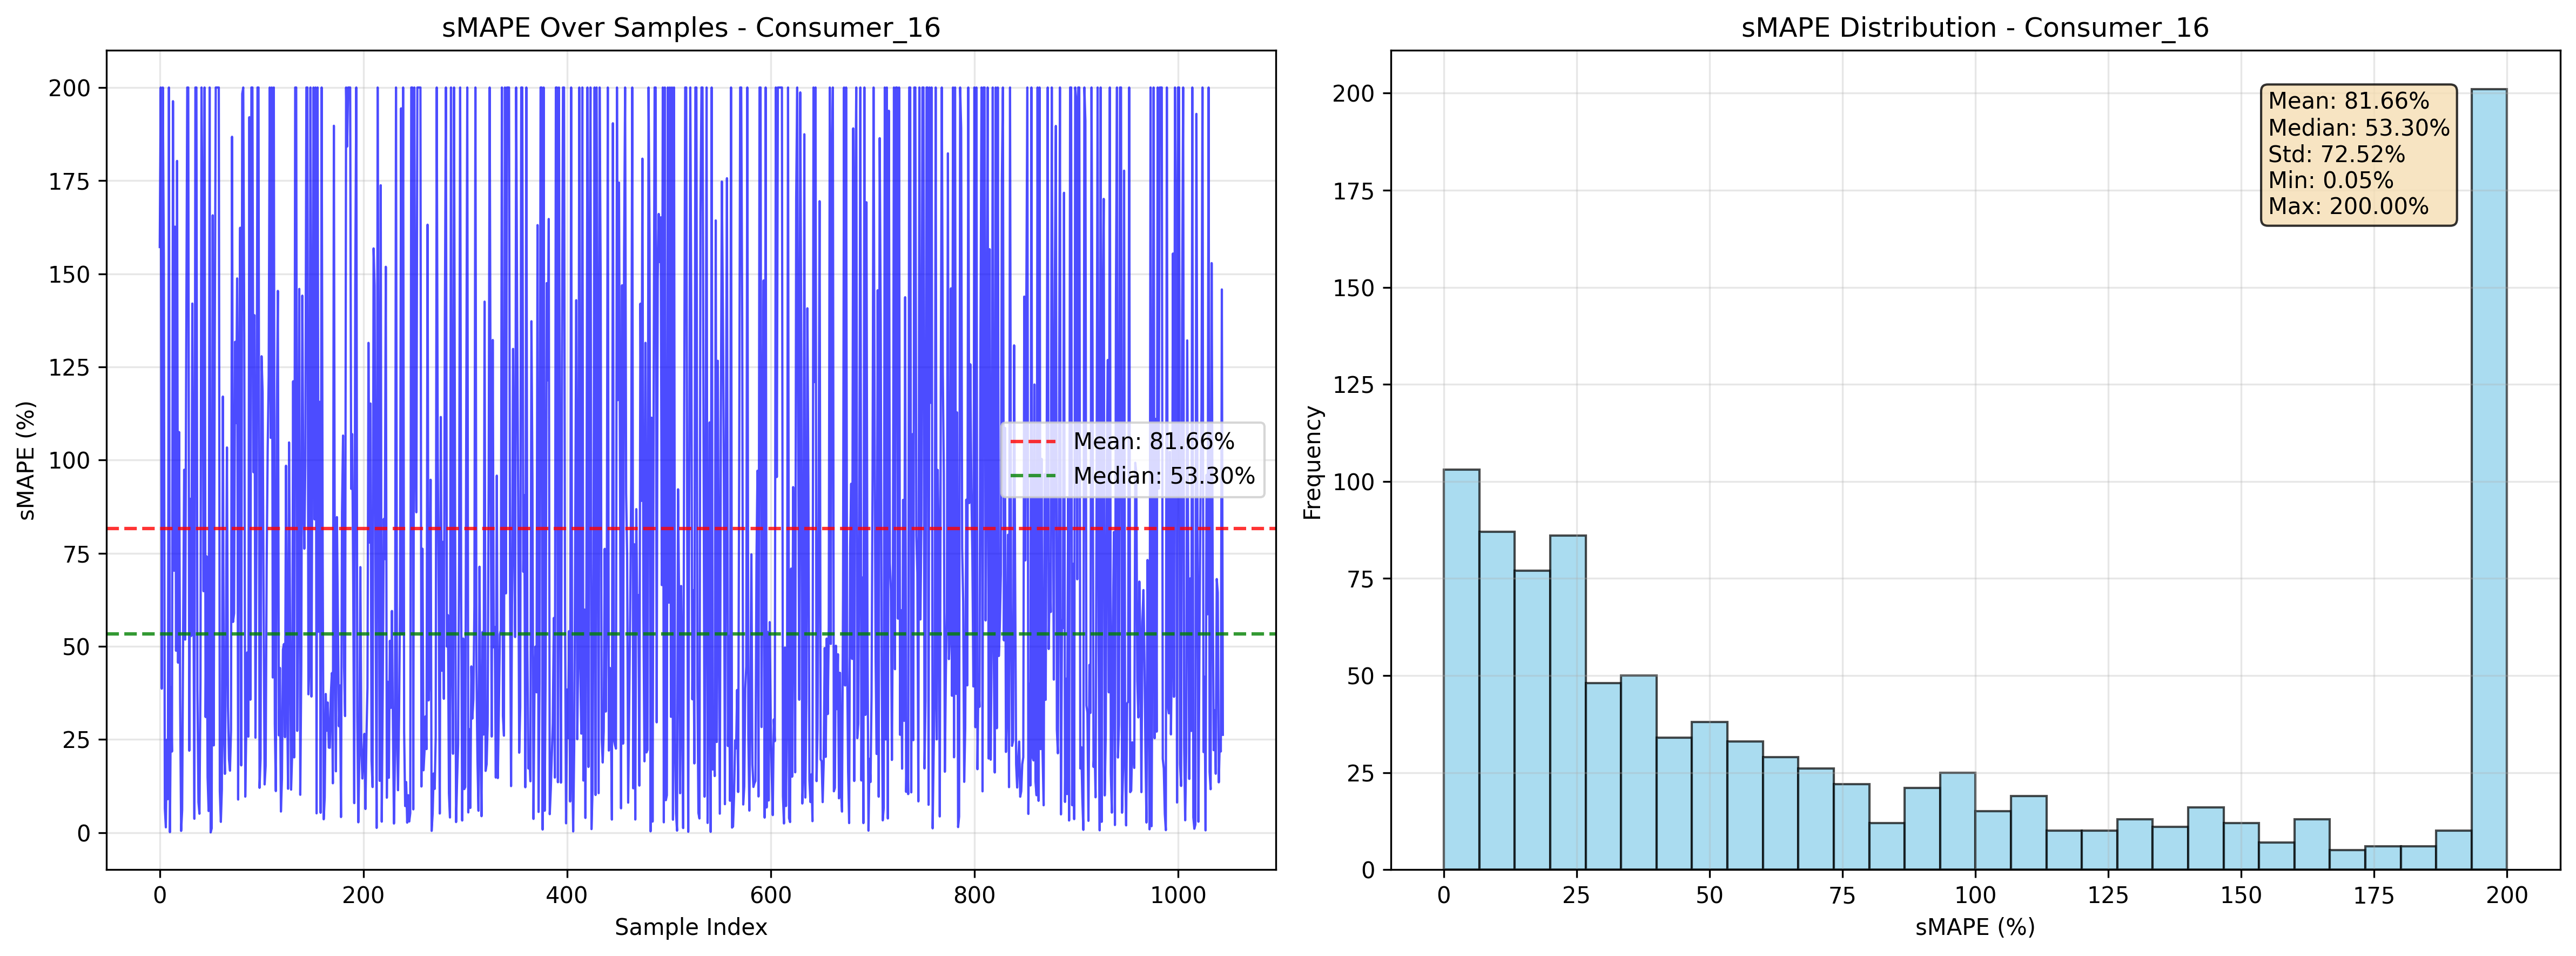 sMAPE Over Samples - Consumer_16
sMAPE (%)
200
175
150
125
100
75
50
25
0
Mean: 81.66%
Median: 53.30%
0 200 400 600 800 1000
Sample Index
sMAPE Distribution - Consumer_16
Frequency
200
175
150
125
100
75
50
25
0
Mean: 81.66%
Median: 53.30%
Std: 72.52%
Min: 0.05%
Max: 200.00%
0 25 50 75 100 125 150 175 200
sMAPE (%)